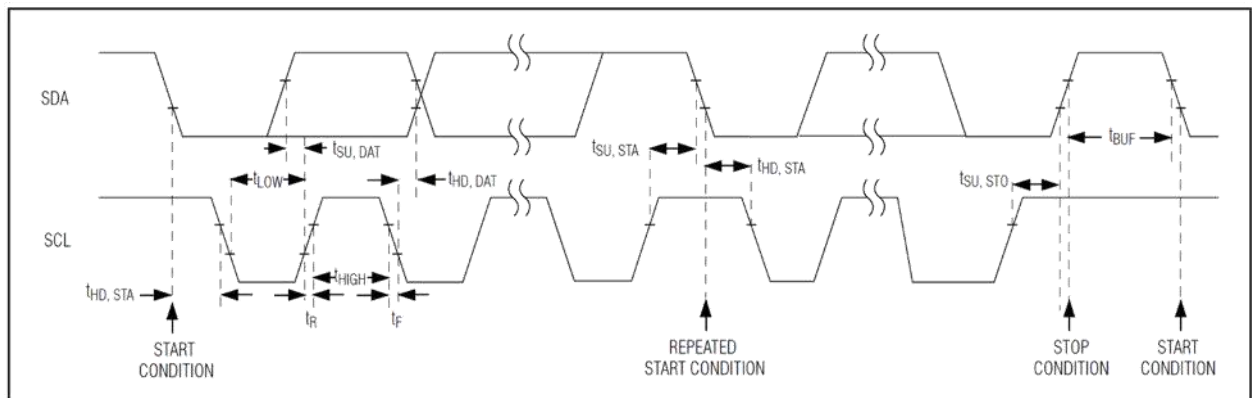 SDA
tSU, DAT
tLOW
tHD, DAT
tSU, STA
tHD, STA
tBUF
tSU, STO
SCL
tHD, STA
tHIGH
tR
tF
START
CONDITION
REPEATED
START CONDITION
STOP
CONDITION
START
CONDITION